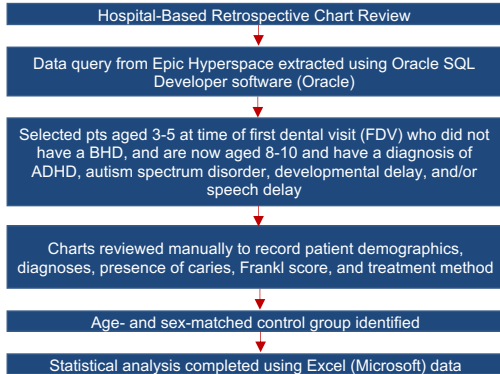 Hospital-Based Retrospective Chart Review
Data query from Epic Hyperspace extracted using Oracle SQL
Developer software (Oracle)
Selected pts aged 3-5 at time of first dental visit (FDV) who did not
have a BHD, and are now aged 8-10 and have a diagnosis of
ADHD, autism spectrum disorder, developmental delay, and/or
speech delay
Charts reviewed manually to record patient demographics,
diagnoses, presence of caries, Frankl score, and treatment method
Age- and sex-matched control group identified
Statistical analysis completed using Excel (Microsoft) data